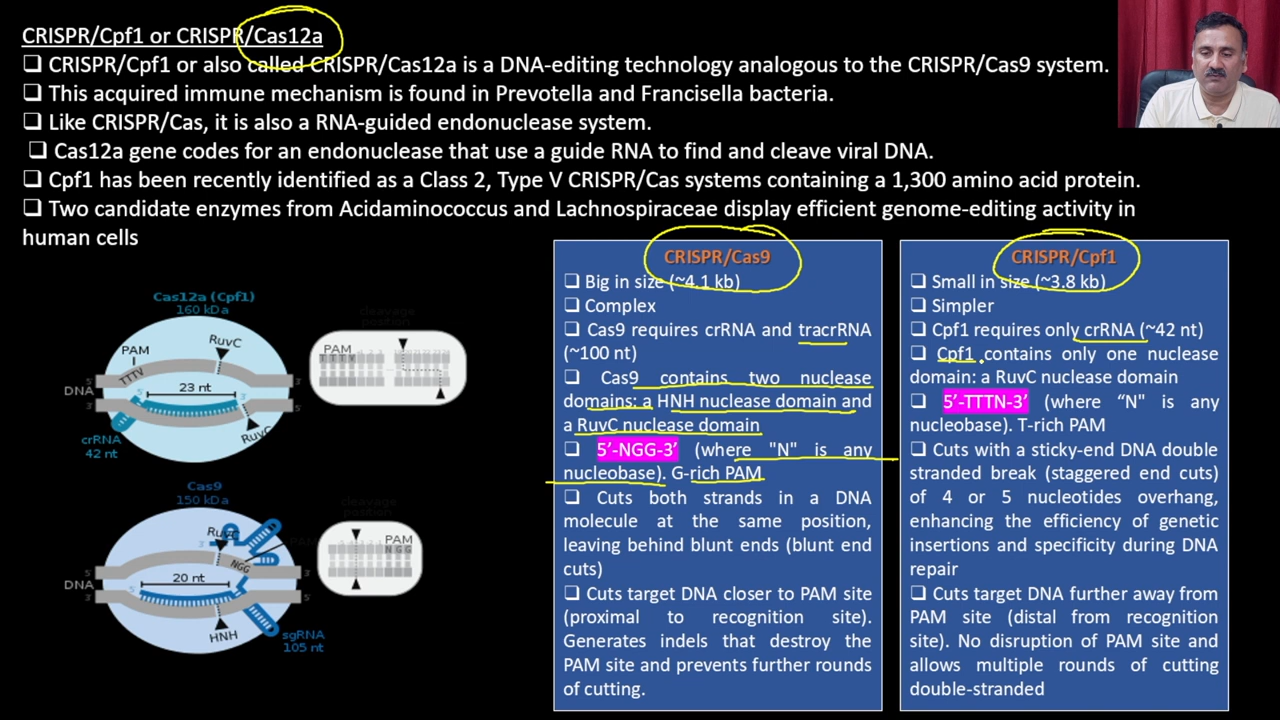 CRISPR/Cpf1 or CRISPR/Cas12a
❑ CRISPR/Cpf1 or also called CRISPR/Cas12a is a DNA-editing technology analogous to the CRISPR/Cas9 system.
❑ This acquired immune mechanism is found in Prevotella and Francisella bacteria.
❑ Like CRISPR/Cas, it is also a RNA-guided endonuclease system.
❑ Cas12a gene codes for an endonuclease that use a guide RNA to find and cleave viral DNA.
❑ Cpf1 has been recently identified as a Class 2, Type V CRISPR/Cas systems containing a 1,300 amino acid protein.
❑ Two candidate enzymes from Acidaminococcus and Lachnospiraceae display efficient genome-editing activity in
human cells
Cas12a (Cpf1)
160 kDa
PAM
RuvC
TTTV
DNA
5'
3'
3'
5'
23 nt
crRNA
42 nt
RuvC
cleavage
position
PAM
T T T V
Cas9
150 kDa
RuvC
PAM
NGG
DNA
5'
3'
3'
5'
20 nt
HNH
sgRNA
105 nt
cleavage
position
PAM
N G G
CRISPR/Cas9
❑ Big in size (~4.1 kb)
❑ Complex
❑ Cas9 requires crRNA and tracrRNA
(~100 nt)
❑ Cas9 contains two nuclease
domains: a HNH nuclease domain and
a RuvC nuclease domain
❑ 5’-NGG-3’ (where "N" is any
nucleobase). G-rich PAM
❑ Cuts both strands in a DNA
molecule at the same position,
leaving behind blunt ends (blunt end
cuts)
❑ Cuts target DNA closer to PAM site
(proximal to recognition site).
Generates indels that destroy the
PAM site and prevents further rounds
of cutting.
CRISPR/Cpf1
❑ Small in size (~3.8 kb)
❑ Simpler
❑ Cpf1 requires only crRNA (~42 nt)
❑ Cpf1 contains only one nuclease
domain: a RuvC nuclease domain
❑ 5’-TTTN-3’ (where “N" is any
nucleobase). T-rich PAM
❑ Cuts with a sticky-end DNA double
stranded break (staggered end cuts)
of 4 or 5 nucleotides overhang,
enhancing the efficiency of genetic
insertions and specificity during DNA
repair
❑ Cuts target DNA further away from
PAM site (distal from recognition
site). No disruption of PAM site and
allows multiple rounds of cutting
double-stranded